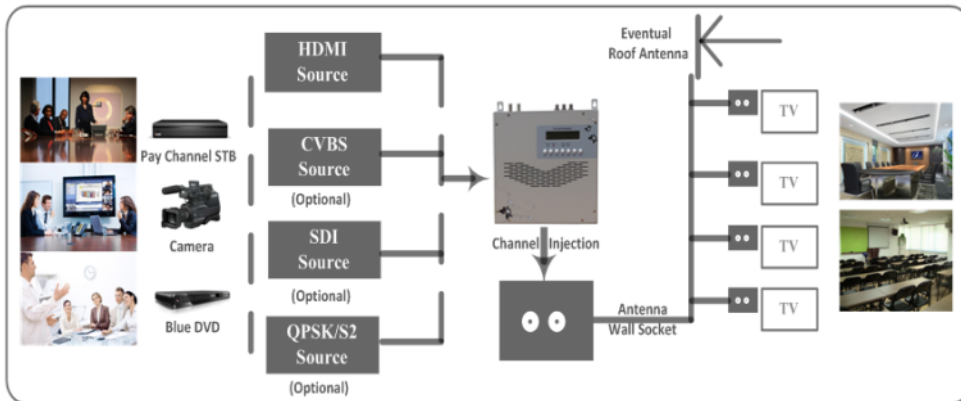 HDMI
Source
Eventual
Roof Antenna
TV
Pay Channel STB
CVBS
Source
(Optional)
TV
Camera
SDI
Source
(Optional)
Channel Injection
TV
Blue DVD
QPSK/S2
Source
(Optional)
Antenna
Wall Socket
TV